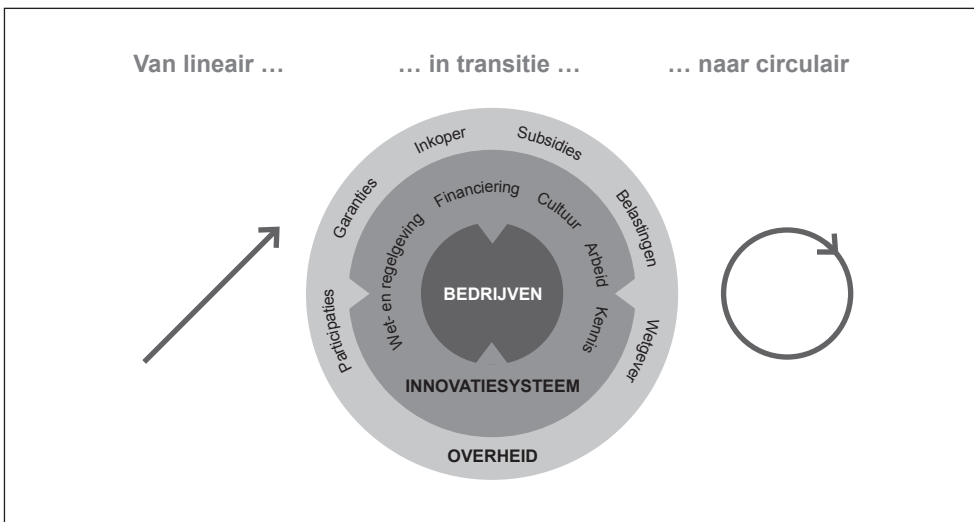 Van lineair …
… in transitie …
… naar circulair
Participaties
Garanties
Inkoper
Subsidies
Belastingen
Wetgever
Wet- en regelgeving
Financiering
Cultuur
Arbeid
Kennis
BEDRIJVEN
INNOVATIESYSTEEM
OVERHEID